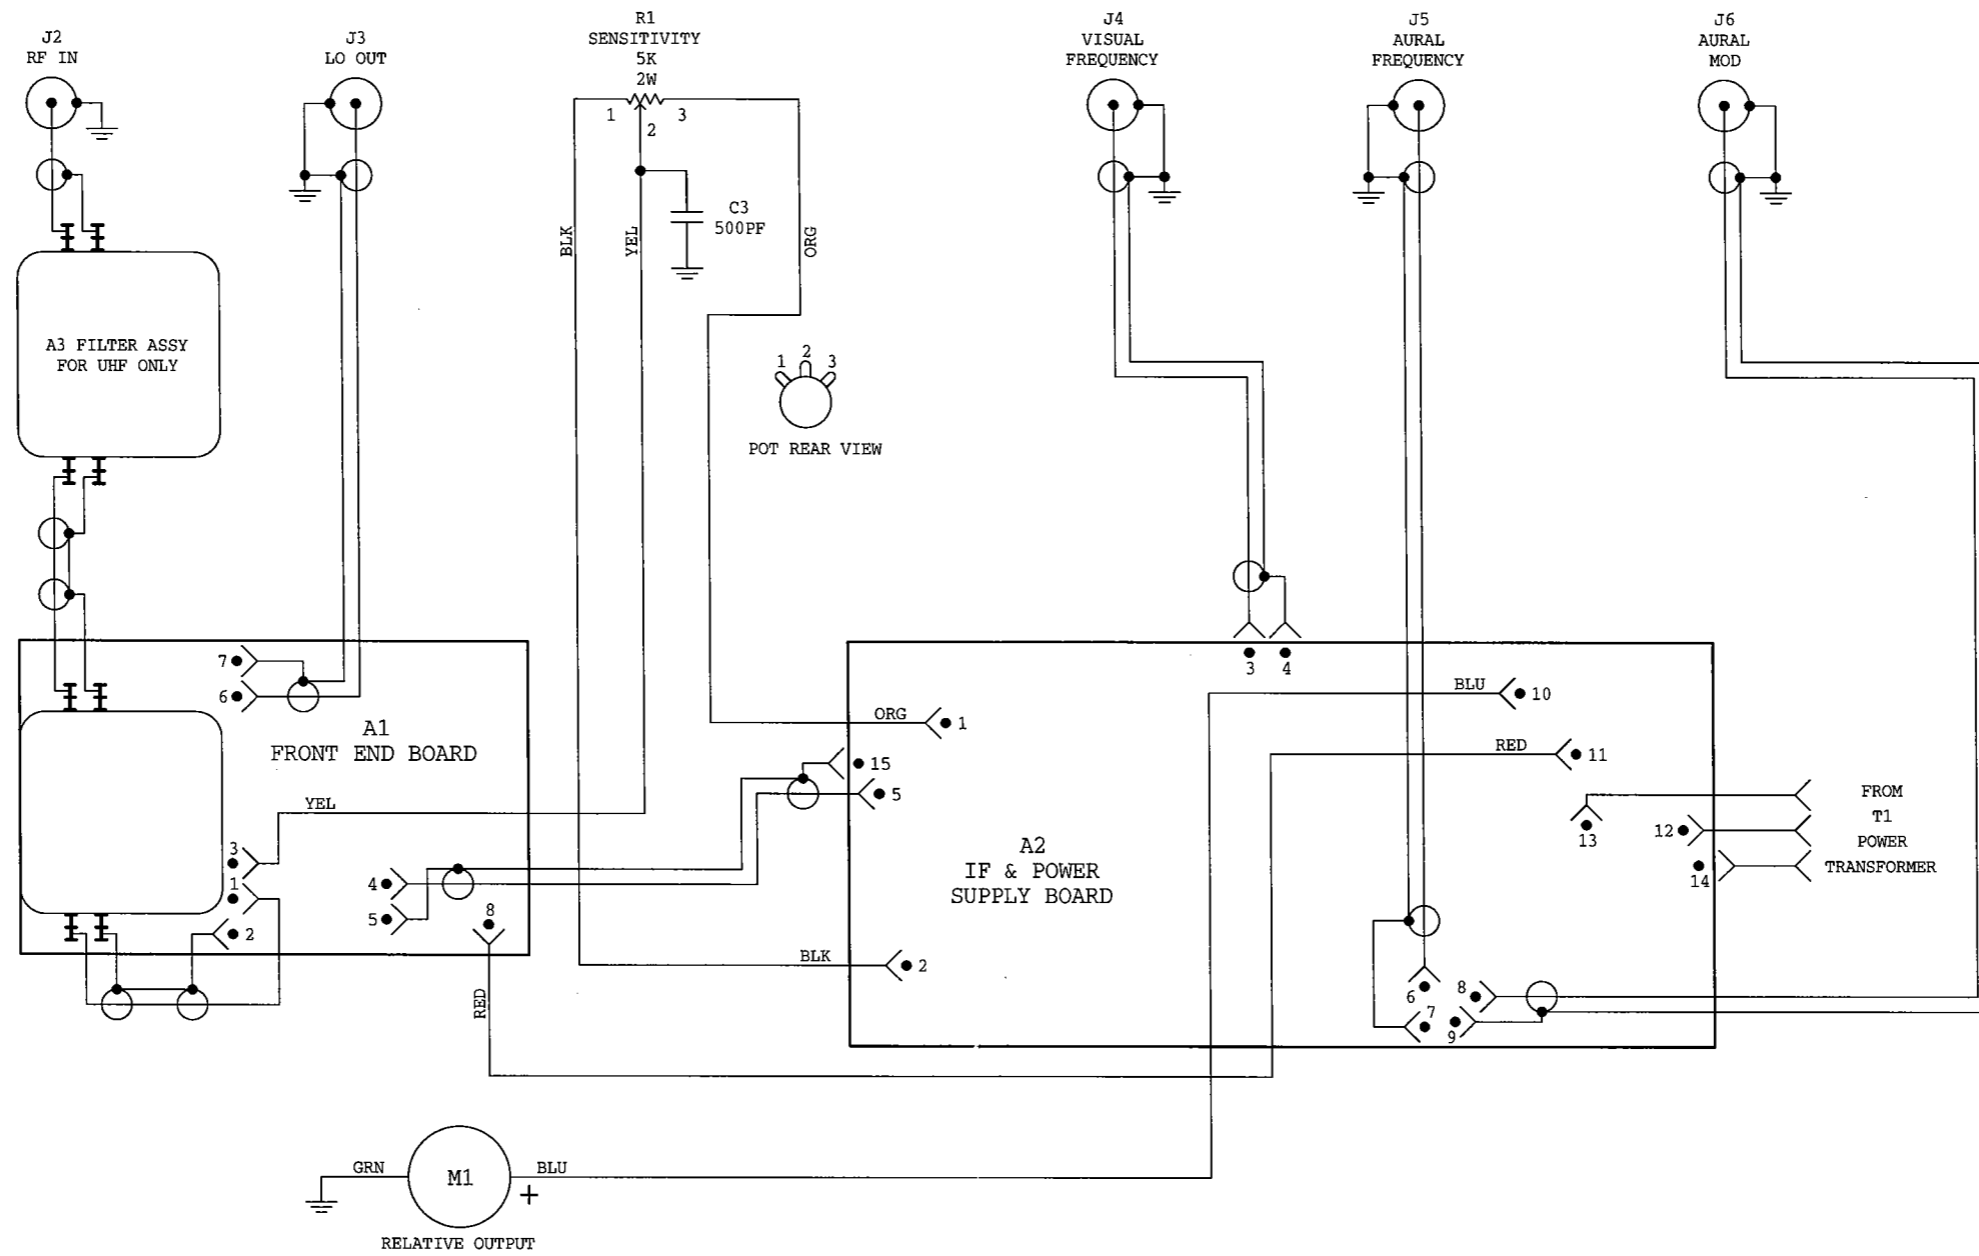 J2
RF IN
J3
LO OUT
R1
SENSITIVITY
5K
2W
J4
VISUAL
FREQUENCY
J5
AURAL
FREQUENCY
J6
AURAL
MOD
1
2
3
BLK
YEL
C3
500PF
ORG
A3 FILTER ASSY
FOR UHF ONLY
1
2
3
POT REAR VIEW
7
6
A1
FRONT END BOARD
YEL
3
1
2
4
5
8
RED
3
4
ORG
1
15
5
BLU
10
RED
11
13
12
14
FROM
T1
POWER
TRANSFORMER
A2
IF & POWER
SUPPLY BOARD
BLK
2
6
7
8
9
GRN
M1
BLU
+
RELATIVE OUTPUT